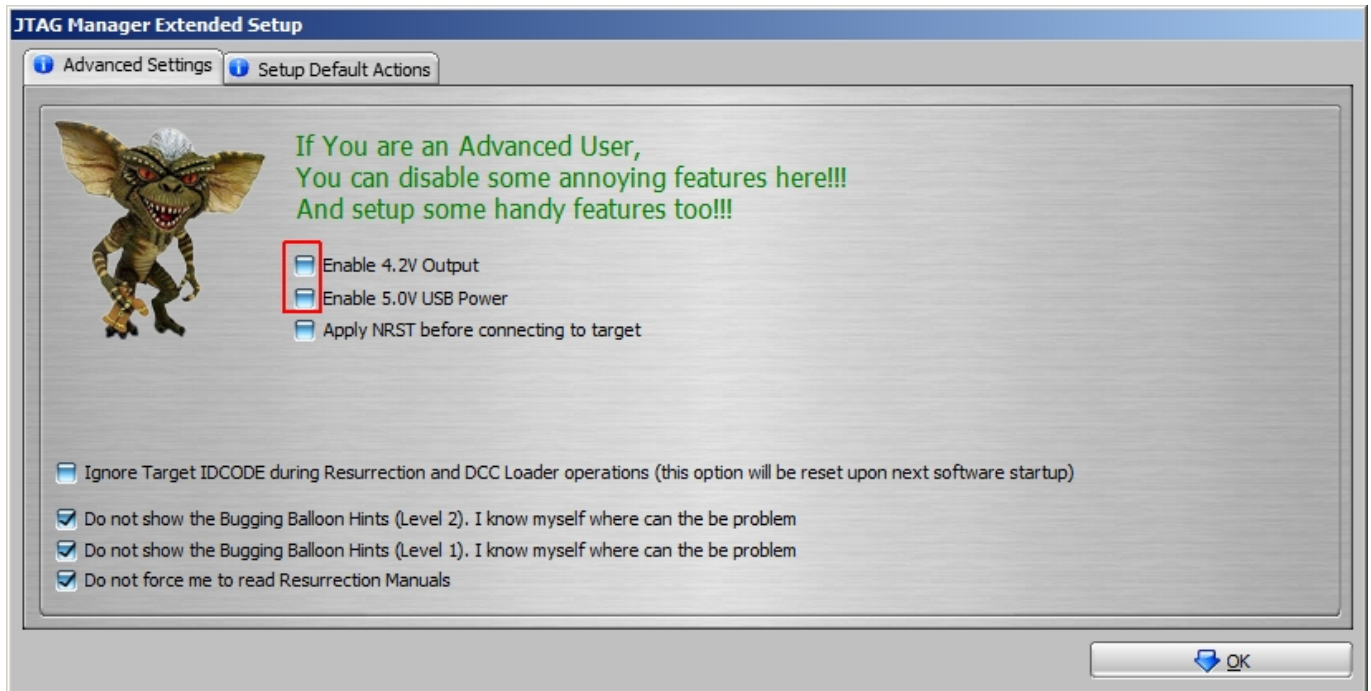 JTAG Manager Extended Setup
Advanced Settings
Setup Default Actions
If You are an Advanced User,
You can disable some annoying features here!!!
And setup some handy features too!!!
Enable 4.2V Output
Enable 5.0V USB Power
Apply NRST before connecting to target
Ignore Target IDCODE during Resurrection and DCC Loader operations (this option will be reset upon next software startup)
Do not show the Bugging Balloon Hints (Level 2). I know myself where can the be problem
Do not show the Bugging Balloon Hints (Level 1). I know myself where can the be problem
Do not force me to read Resurrection Manuals
OK